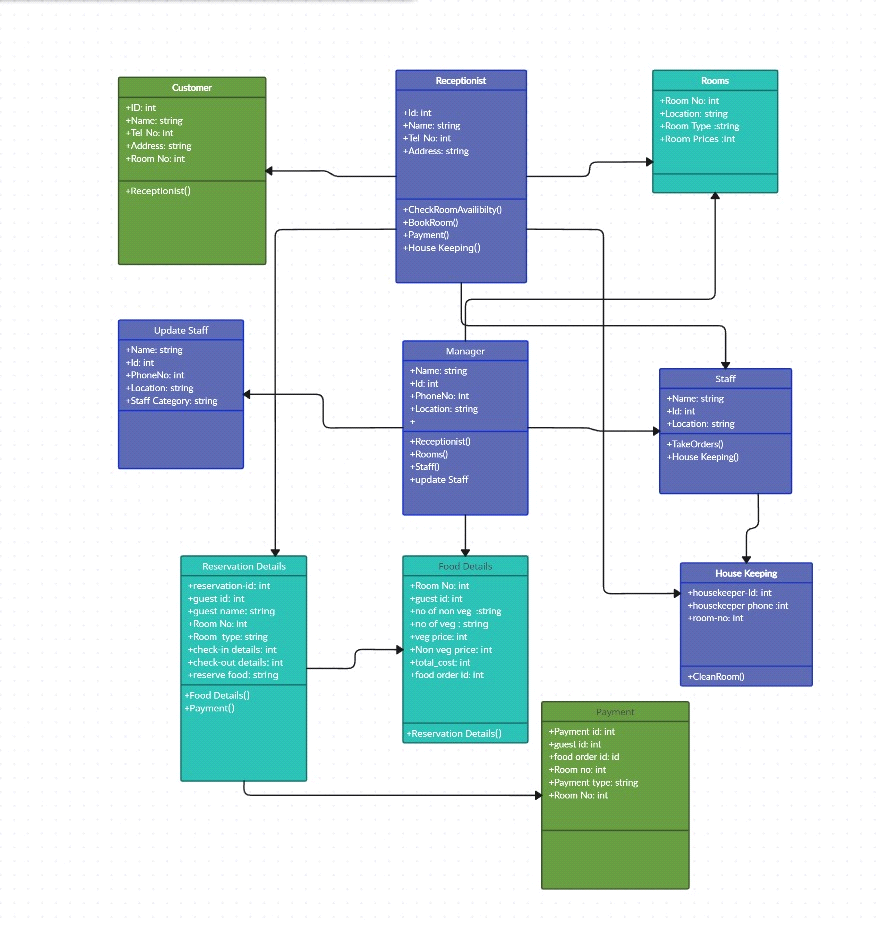 Customer
+ID: int
+Name: string
+Tel No: int
+Address: string
+Room No: int
+Receptionist()
Receptionist
+Id: int
+Name: string
+Tel No: int
+Address: string
+CheckRoomAvailibilty()
+BookRoom()
+Payment()
+House Keeping()
Rooms
+Room No: int
+Location: string
+Room Type :string
+Room Prices :int
Update Staff
+Name: string
+Id: int
+PhoneNo: int
+Location: string
+Staff Category: string
Manager
+Name: string
+Id: int
+PhoneNo: int
+Location: string
+
+Receptionist()
+Rooms()
+Staff()
+update Staff
Staff
+Name: string
+Id: int
+Location: string
+TakeOrders()
+House Keeping()
Reservation Details
+reservation-id: int
+guest id: int
+guest name: string
+Room No: int
+Room type: string
+check-in details: int
+check-out details: int
+reserve food: string
+Food Details()
+Payment()
Food Details
+Room No: int
+guest id: int
+no of non veg :string
+no of veg : string
+veg price: int
+Non veg price: int
+total_cost: int
+food order id: int
+Reservation Details()
House Keeping
+housekeeper-Id: int
+housekeeper phone :int
+room-no: int
+CleanRoom()
Payment
+Payment id: int
+guest id: int
+food order id: id
+Room no: int
+Payment type: string
+Room No: int